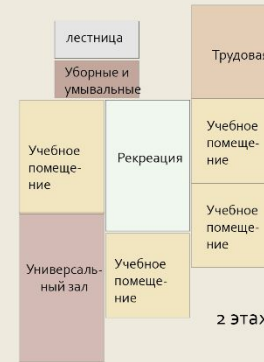 лестница
Трудовая
Уборные и
умывальные
Учебное
помеще-
ние
Рекреация
Учебное
помеще-
ние
Учебное
помеще-
ние
Универсаль-
ный зал
Учебное
помеще-
ние
2 этаж